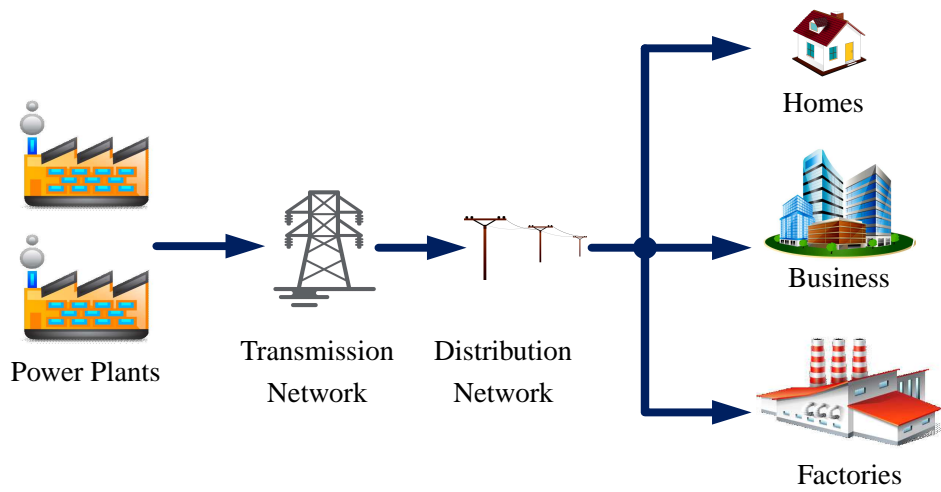 Homes
Business
Power Plants
Transmission
Network
Distribution
Network
Factories